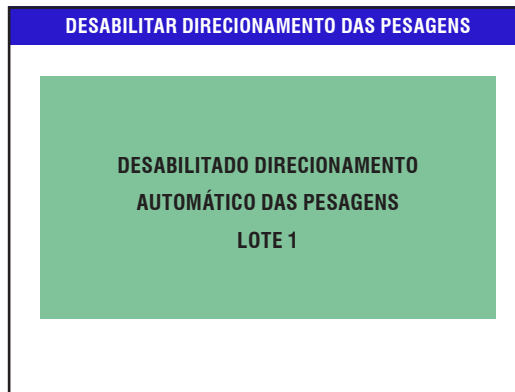 DESABILITAR DIRECIONAMENTO DAS PESAGENS
DESABILITADO DIRECIONAMENTO
AUTOMÁTICO DAS PESAGENS
LOTE 1